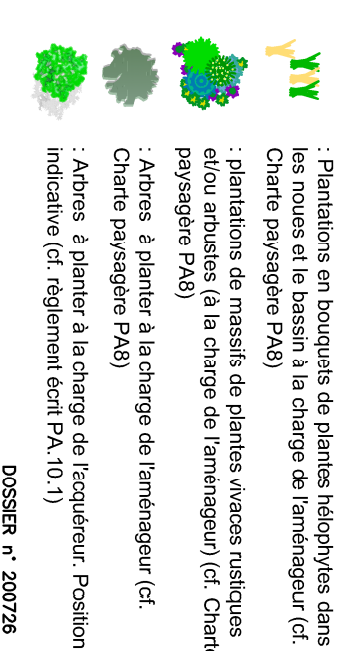 : Plantations en bouquets de plantes hélophytes dans
les noues et le bassin à la charge de l'aménageur (cf.
Charte paysagère PA8)
: plantations de massifs de plantes vivaces rustiques
et/ou arbustes (à la charge de l'aménageur) (cf. Charte
paysagère PA8)
: Arbres à planter à la charge de l'aménageur (cf.
Charte paysagère PA8)
: Arbres à planter à la charge de l'acquéreur. Position
indicative (cf. règlement écrit PA.10.1)
DOSSIER n° 200726